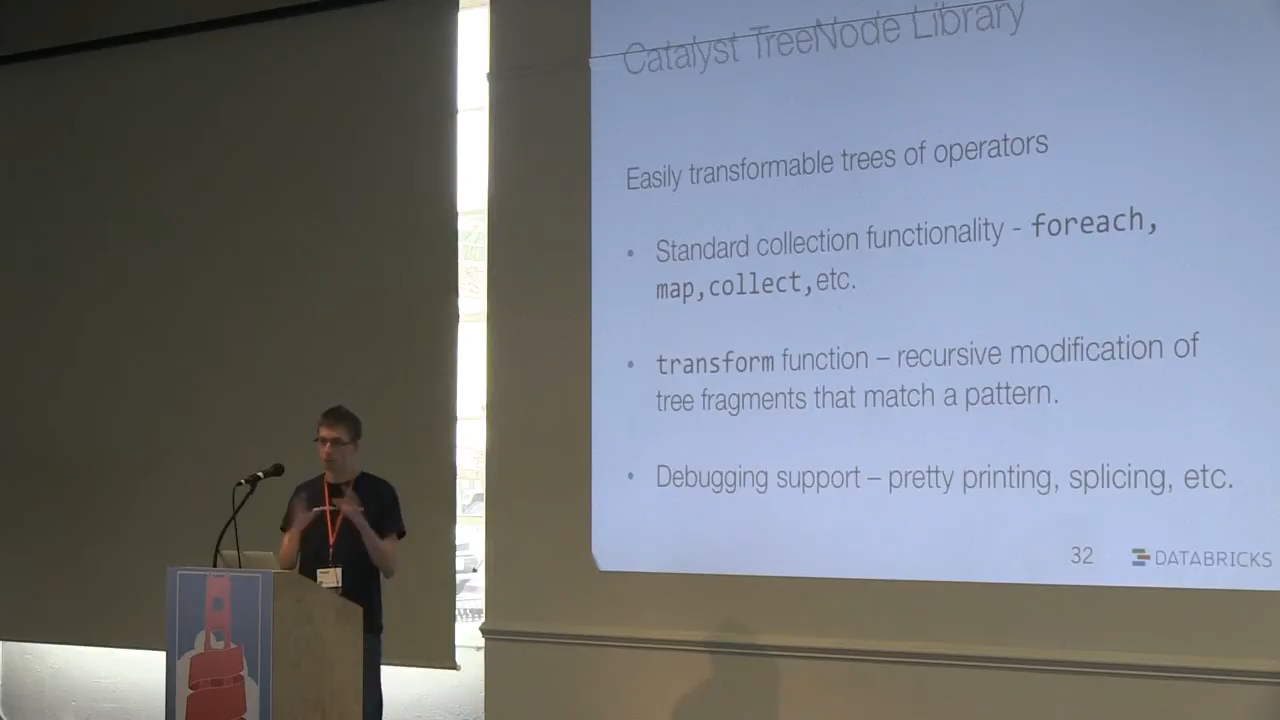 Catalyst TreeNode Library
Easily transformable trees of operators
• Standard collection functionality - foreach,
map,collect,etc.
• transform function – recursive modification of
tree fragments that match a pattern.
• Debugging support – pretty printing, splicing, etc.
32 DATABRICKS